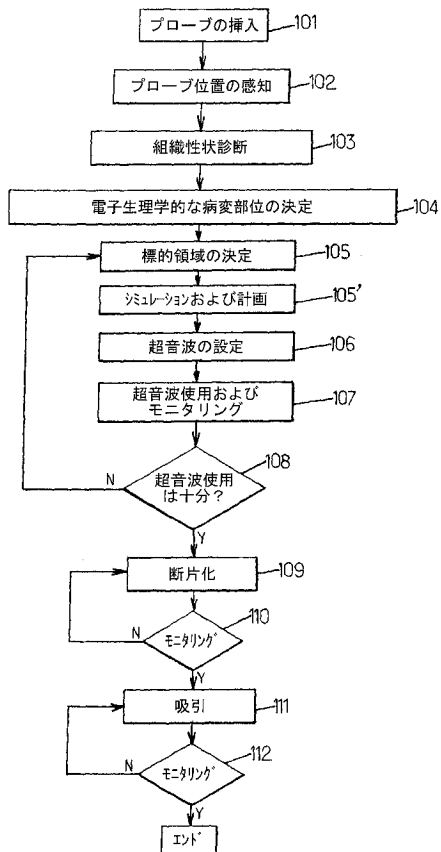 プローブの挿入 101
プローブ位置の感知 102
組織性状診断 103
電子生理学的な病変部位の決定 104
標的領域の決定 105
ｼﾐｭﾚｰｼｮﾝおよび計画 105'
超音波の設定 106
超音波使用および
モニタリング 107
108
N
超音波使用
は十分？
Y
断片化 109
110
N
ﾓﾆﾀﾘﾝｸﾞ
Y
吸引 111
112
N
ﾓﾆﾀﾘﾝｸﾞ
Y
ｴﾝﾄﾞ